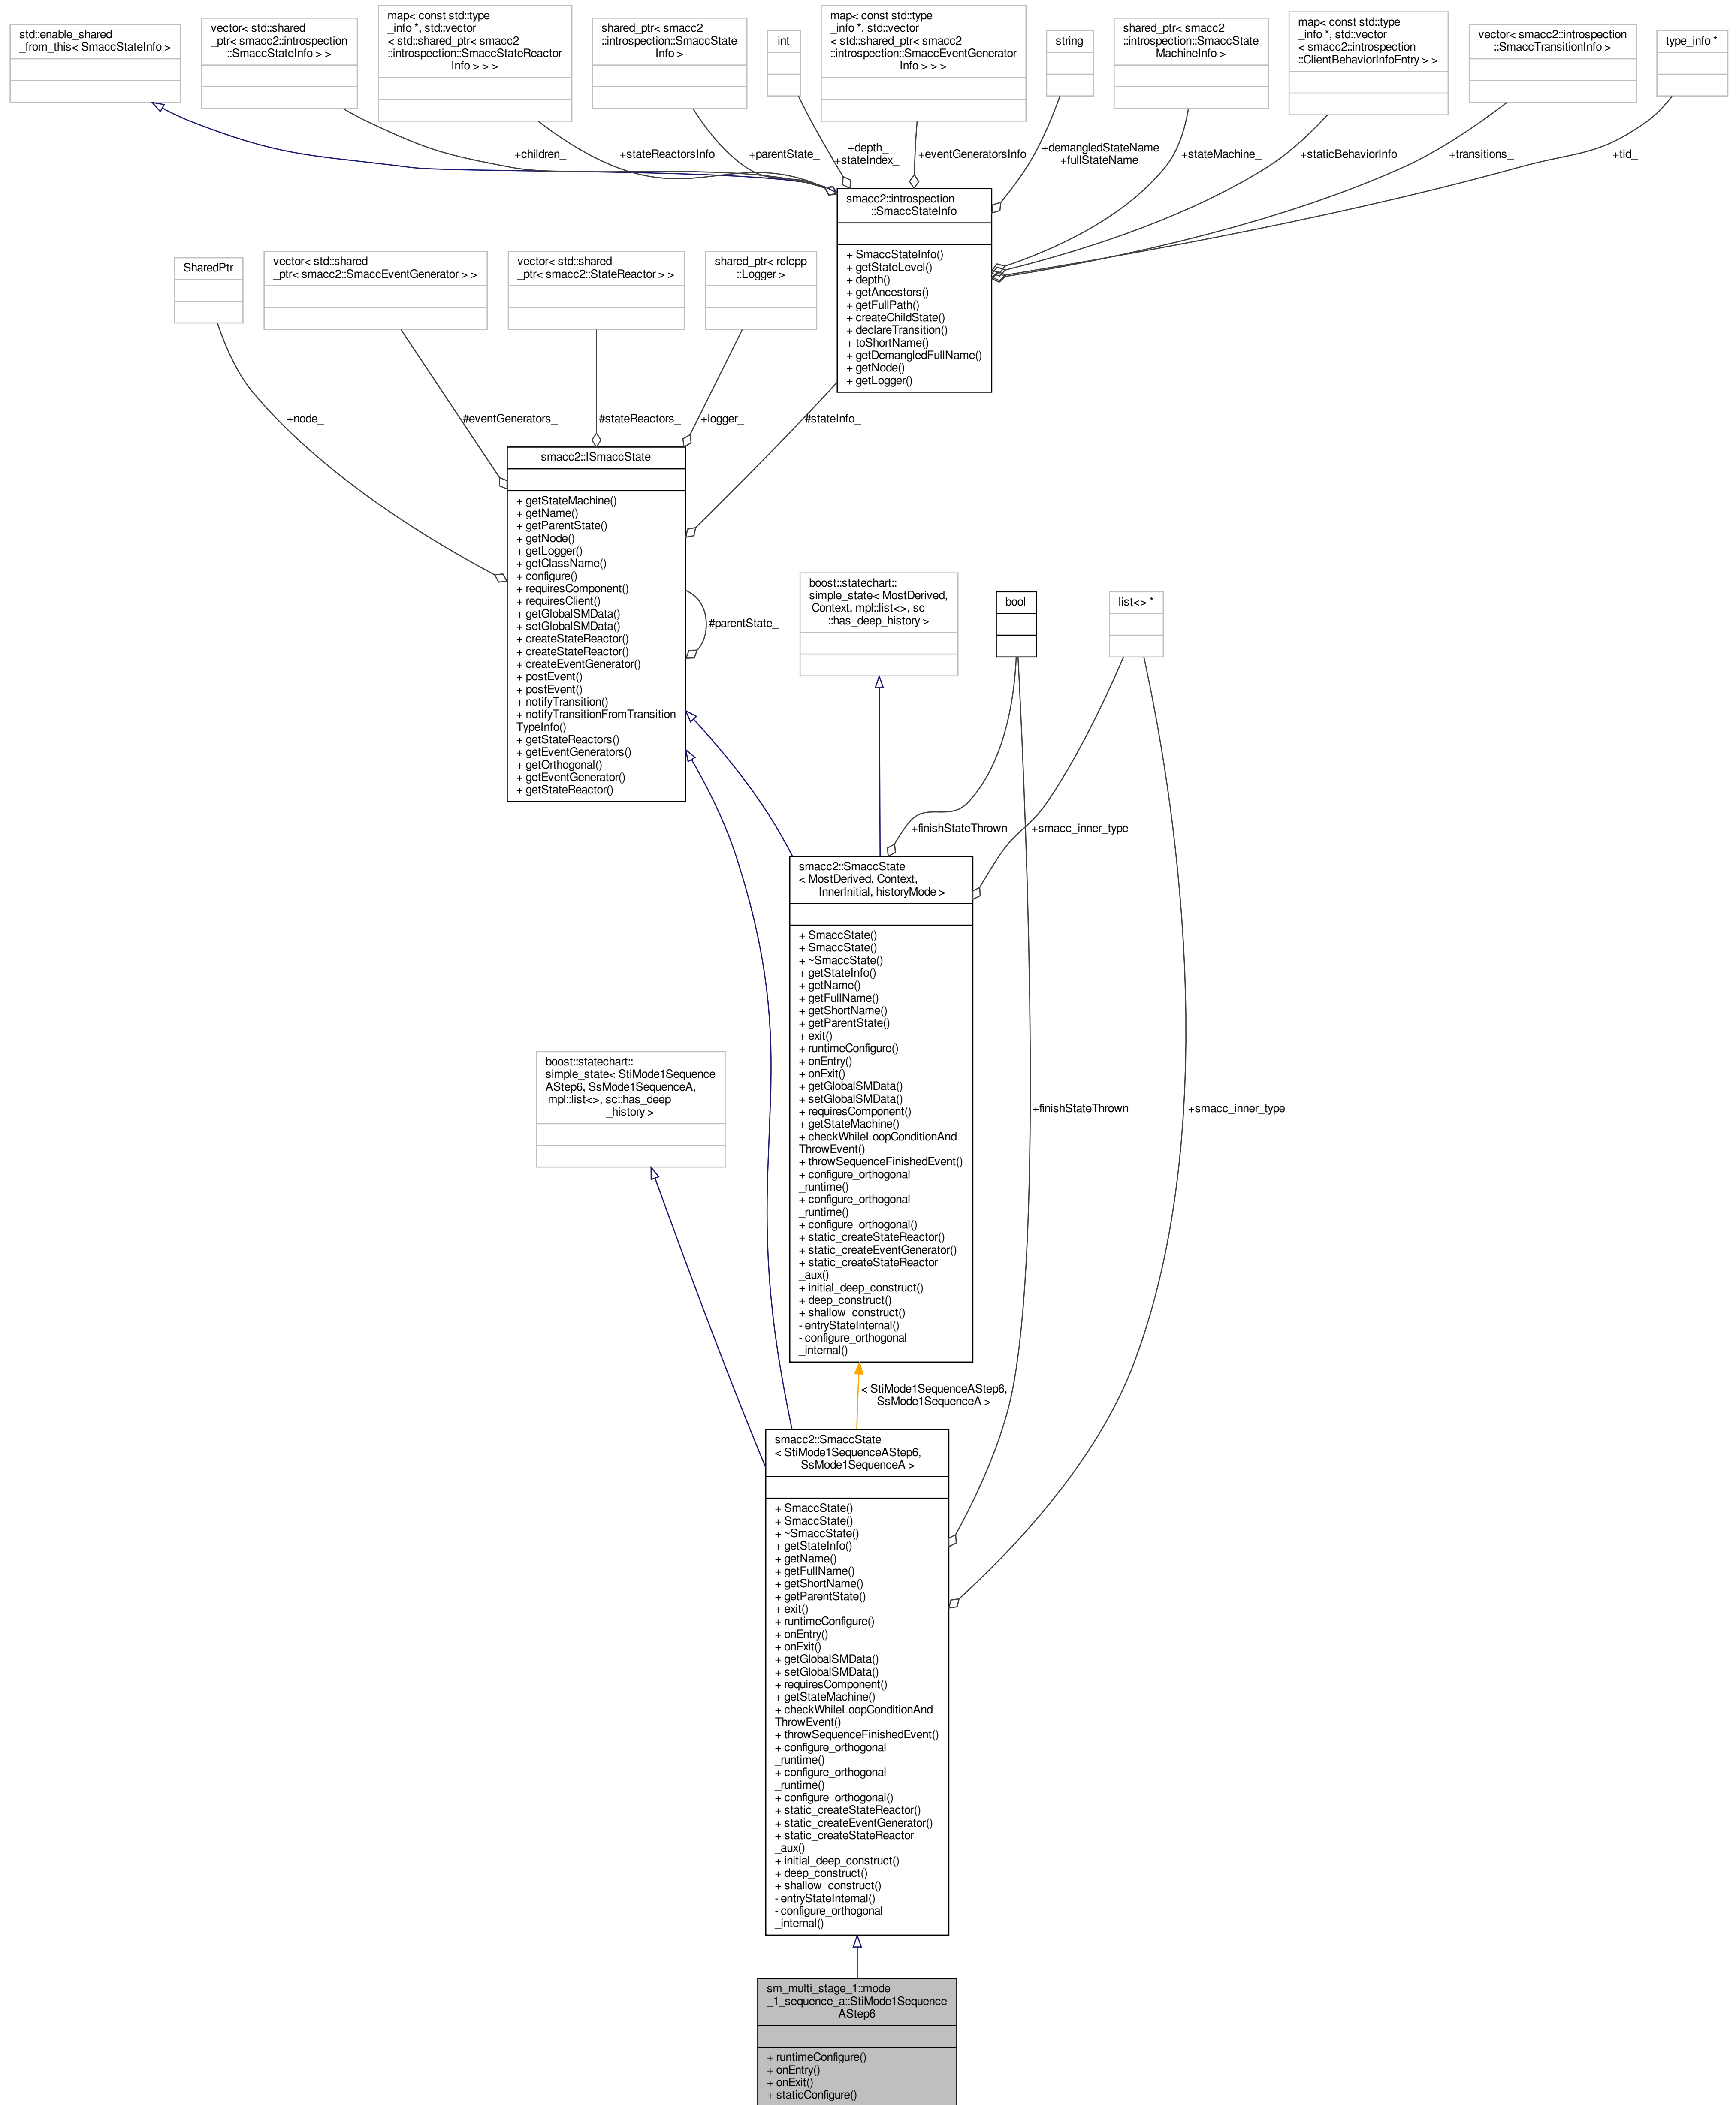 std::enable_shared
_from_this< SmaccStateInfo >
vector< std::shared
_ptr< smacc2::introspection
::SmaccStateInfo > >
map< const std::type
_info *, std::vector
< std::shared_ptr< smacc2
::introspection::SmaccStateReactor
Info > > >
shared_ptr< smacc2
::introspection::SmaccState
Info >
int
map< const std::type
_info *, std::vector
< std::shared_ptr< smacc2
::introspection::SmaccEventGenerator
Info > > >
string
shared_ptr< smacc2
::introspection::SmaccState
MachineInfo >
map< const std::type
_info *, std::vector
< smacc2::introspection
::ClientBehaviorInfoEntry > >
vector< smacc2::introspection
::SmaccTransitionInfo >
type_info *
+children_
+stateReactorsInfo
+parentState_
+depth_
+stateIndex_
+eventGeneratorsInfo
+demangledStateName
+fullStateName
+stateMachine_
+staticBehaviorInfo
+transitions_
+tid_
smacc2::introspection
::SmaccStateInfo
+ SmaccStateInfo()
+ getStateLevel()
+ depth()
+ getAncestors()
+ getFullPath()
+ createChildState()
+ declareTransition()
+ toShortName()
+ getDemangledFullName()
+ getNode()
+ getLogger()
SharedPtr
vector< std::shared
_ptr< smacc2::SmaccEventGenerator > >
vector< std::shared
_ptr< smacc2::StateReactor > >
shared_ptr< rclcpp
::Logger >
+node_
#eventGenerators_
#stateReactors_
+logger_
#stateInfo_
smacc2::ISmaccState
+ getStateMachine()
+ getName()
+ getParentState()
+ getNode()
+ getLogger()
+ getClassName()
+ configure()
+ requiresComponent()
+ requiresClient()
+ getGlobalSMData()
+ setGlobalSMData()
+ createStateReactor()
+ createStateReactor()
+ createEventGenerator()
+ postEvent()
+ postEvent()
+ notifyTransition()
+ notifyTransitionFromTransition
TypeInfo()
+ getStateReactors()
+ getEventGenerators()
+ getOrthogonal()
+ getEventGenerator()
+ getStateReactor()
#parentState_
boost::statechart::
simple_state< MostDerived,
Context, mpl::list<>, sc
::has_deep_history >
bool
list<> *
+finishStateThrown
+smacc_inner_type
smacc2::SmaccState
< MostDerived, Context,
InnerInitial, historyMode >
+ SmaccState()
+ SmaccState()
+ ~SmaccState()
+ getStateInfo()
+ getName()
+ getFullName()
+ getShortName()
+ getParentState()
+ exit()
+ runtimeConfigure()
+ onEntry()
+ onExit()
+ getGlobalSMData()
+ setGlobalSMData()
+ requiresComponent()
+ getStateMachine()
+ checkWhileLoopConditionAnd
ThrowEvent()
+ throwSequenceFinishedEvent()
+ configure_orthogonal
_runtime()
+ configure_orthogonal
_runtime()
+ configure_orthogonal()
+ static_createStateReactor()
+ static_createEventGenerator()
+ static_createStateReactor
_aux()
+ initial_deep_construct()
+ deep_construct()
+ shallow_construct()
- entryStateInternal()
- configure_orthogonal
_internal()
boost::statechart::
simple_state< StiMode1Sequence
AStep6, SsMode1SequenceA,
mpl::list<>, sc::has_deep
_history >
+finishStateThrown
+smacc_inner_type
< StiMode1SequenceAStep6,
SsMode1SequenceA >
smacc2::SmaccState
< StiMode1SequenceAStep6,
SsMode1SequenceA >
+ SmaccState()
+ SmaccState()
+ ~SmaccState()
+ getStateInfo()
+ getName()
+ getFullName()
+ getShortName()
+ getParentState()
+ exit()
+ runtimeConfigure()
+ onEntry()
+ onExit()
+ getGlobalSMData()
+ setGlobalSMData()
+ requiresComponent()
+ getStateMachine()
+ checkWhileLoopConditionAnd
ThrowEvent()
+ throwSequenceFinishedEvent()
+ configure_orthogonal
_runtime()
+ configure_orthogonal
_runtime()
+ configure_orthogonal()
+ static_createStateReactor()
+ static_createEventGenerator()
+ static_createStateReactor
_aux()
+ initial_deep_construct()
+ deep_construct()
+ shallow_construct()
- entryStateInternal()
- configure_orthogonal
_internal()
sm_multi_stage_1::mode
_1_sequence_a::StiMode1Sequence
AStep6
+ runtimeConfigure()
+ onEntry()
+ onExit()
+ staticConfigure()